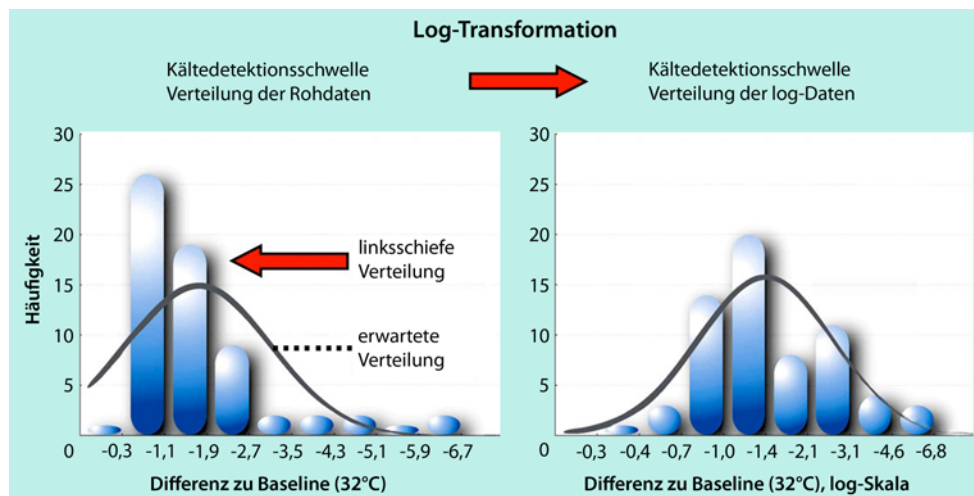 Log-Transformation
Kältedetektionsschwelle
Verteilung der Rohdaten
Kältedetektionsschwelle
Verteilung der log-Daten
Häufigkeit
30
25
20
15
10
5
0
linksschiefe
Verteilung
erwartete
Verteilung
-0,3 -1,1 -1,9 -2,7 -3,5 -4,3 -5,1 -5,9 -6,7
Differenz zu Baseline (32°C)
30
25
20
15
10
5
0
-0,3 -0,4 -0,7 -1,0 -1,4 -2,1 -3,1 -4,6 -6,8
Differenz zu Baseline (32°C), log-Skala